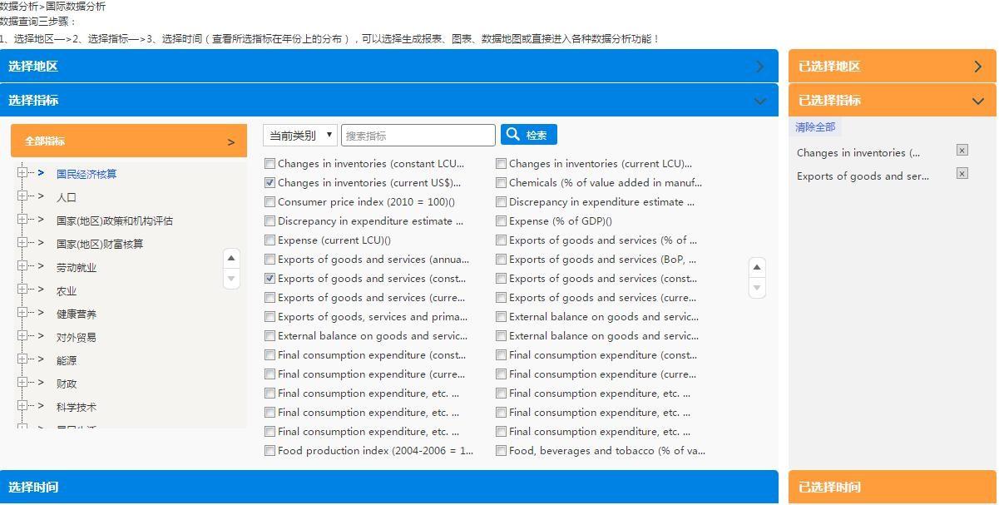 数据分析>国际数据分析
数据查询三步骤：
1、选择地区—>2、选择指标—>3、选择时间（查看所选指标在年份上的分布），可以选择生成报表、图表、数据地图或直接进入各种数据分析功能！
选择地区
已选择地区
选择指标
已选择指标
全部指标 >
国民经济核算
人口
国家(地区)政策和机构评估
国家(地区)财富核算
劳动就业
农业
健康营养
对外贸易
能源
财政
科学技术
当前类别 搜索指标 检索
Changes in inventories (constant LCU... Changes in inventories (current LCU)...
Changes in inventories (current US$)... Chemicals (% of value added in manuf...
Consumer price index (2010 = 100)() Discrepancy in expenditure estimate ...
Discrepancy in expenditure estimate ... Expense (% of GDP)()
Expense (current LCU)() Exports of goods and services (% of ...
Exports of goods and services (annua... Exports of goods and services (BoP, ...
Exports of goods and services (const... Exports of goods and services (const...
Exports of goods and services (curre... Exports of goods and services (curre...
Exports of goods, services and prima... External balance on goods and servic...
External balance on goods and servic... External balance on goods and servic...
Final consumption expenditure (const... Final consumption expenditure (const...
Final consumption expenditure (curre... Final consumption expenditure (curre...
Final consumption expenditure, etc. ... Final consumption expenditure, etc. ...
Final consumption expenditure, etc. ... Final consumption expenditure, etc. ...
Final consumption expenditure, etc. ... Final consumption expenditure, etc. ...
Food production index (2004-2006 = 1... Food, beverages and tobacco (% of va...
清除全部
Changes in inventories (...
Exports of goods and ser...
选择时间
已选择时间